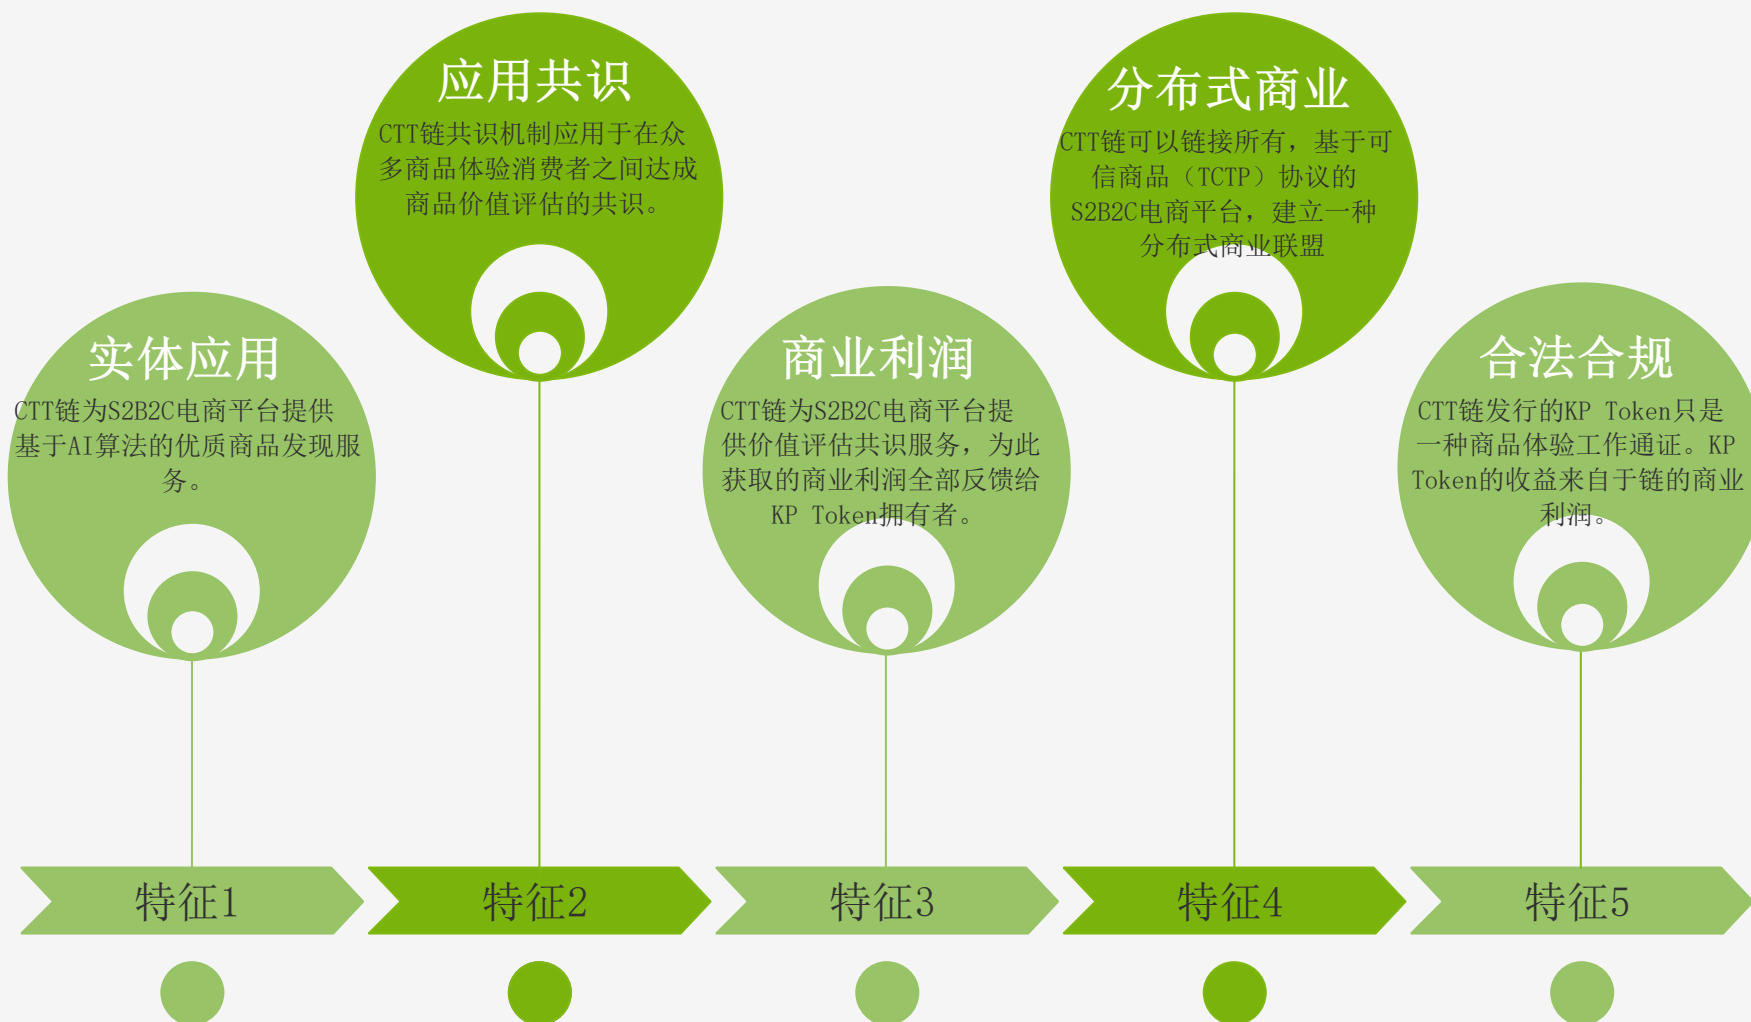 实体应用
CTT链为S2B2C电商平台提供
基于AI算法的优质商品发现服
务。
应用共识
CTT链共识机制应用于在众
多商品体验消费者之间达成
商品价值评估的共识。
商业利润
CTT链为S2B2C电商平台提
供价值评估共识服务，为此
获取的商业利润全部反馈给
KP Token拥有者。
分布式商业
CTT链可以链接所有，基于可
信商品（TCTP）协议的
S2B2C电商平台，建立一种
分布式商业联盟
合法合规
CTT链发行的KP Token只是
一种商品体验工作通证。KP
Token的收益来自于链的商业
利润。
特征1
特征2
特征3
特征4
特征5